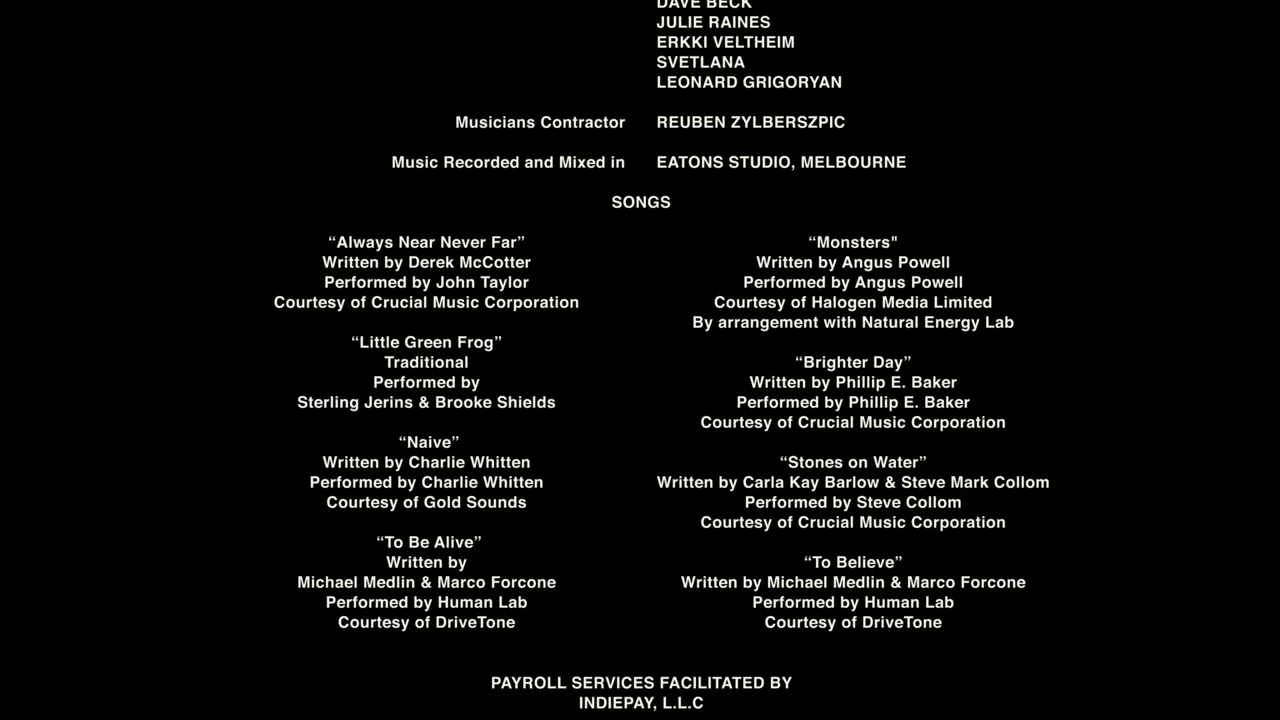 DAVE BECK
JULIE RAINES
ERKKI VELTHEIM
SVETLANA
LEONARD GRIGORYAN
Musicians Contractor REUBEN ZYLBERSZPIC
Music Recorded and Mixed in EATONS STUDIO, MELBOURNE
SONGS
“Always Near Never Far”
Written by Derek McCotter
Performed by John Taylor
Courtesy of Crucial Music Corporation
“Little Green Frog”
Traditional
Performed by
Sterling Jerins & Brooke Shields
“Naive”
Written by Charlie Whitten
Performed by Charlie Whitten
Courtesy of Gold Sounds
“To Be Alive”
Written by
Michael Medlin & Marco Forcone
Performed by Human Lab
Courtesy of DriveTone
“Monsters"
Written by Angus Powell
Performed by Angus Powell
Courtesy of Halogen Media Limited
By arrangement with Natural Energy Lab
“Brighter Day”
Written by Phillip E. Baker
Performed by Phillip E. Baker
Courtesy of Crucial Music Corporation
“Stones on Water”
Written by Carla Kay Barlow & Steve Mark Collom
Performed by Steve Collom
Courtesy of Crucial Music Corporation
“To Believe”
Written by Michael Medlin & Marco Forcone
Performed by Human Lab
Courtesy of DriveTone
PAYROLL SERVICES FACILITATED BY
INDIEPAY, L.L.C